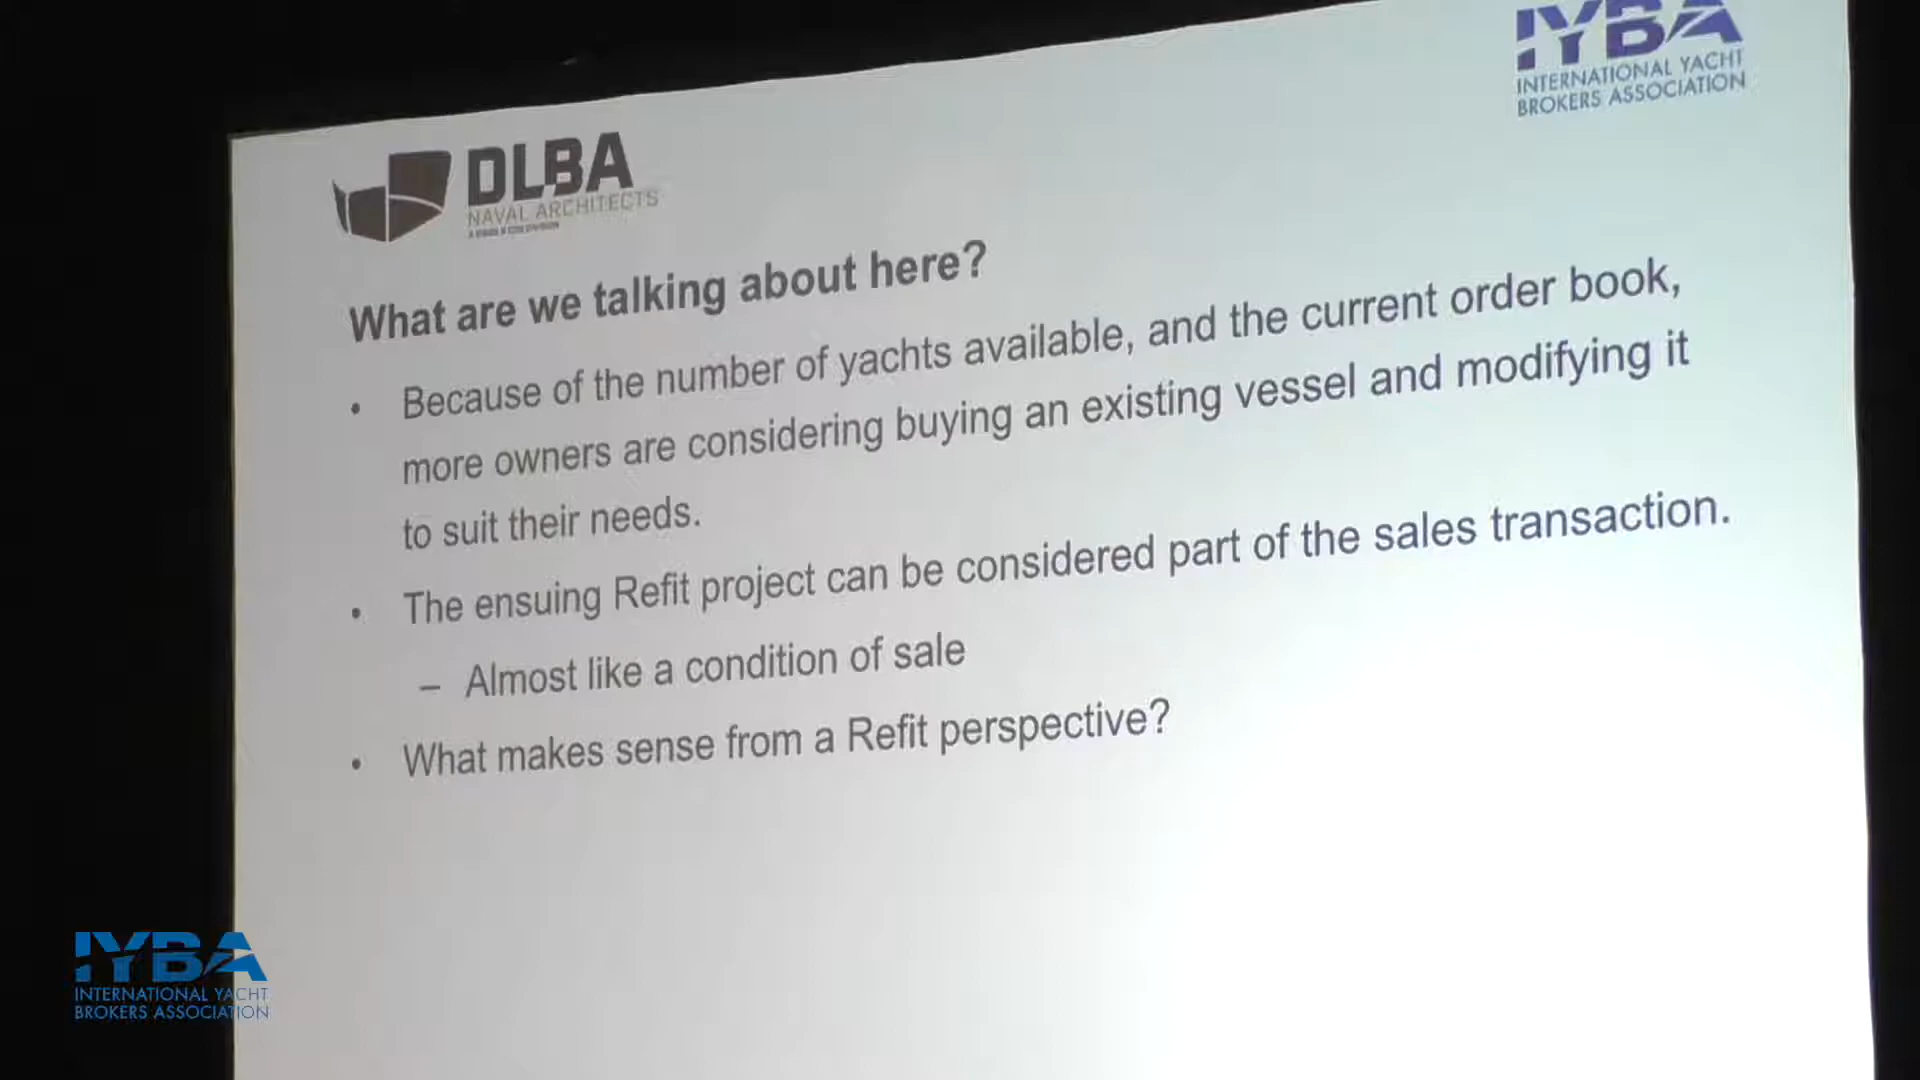 IYBA
INTERNATIONAL YACHT
BROKERS ASSOCIATION
DLBA
NAVAL ARCHITECTS
What are we talking about here?
• Because of the number of yachts available, and the current order book,
more owners are considering buying an existing vessel and modifying it
to suit their needs.
• The ensuing Refit project can be considered part of the sales transaction.
– Almost like a condition of sale
• What makes sense from a Refit perspective?
IYBA
INTERNATIONAL YACHT
BROKERS ASSOCIATION